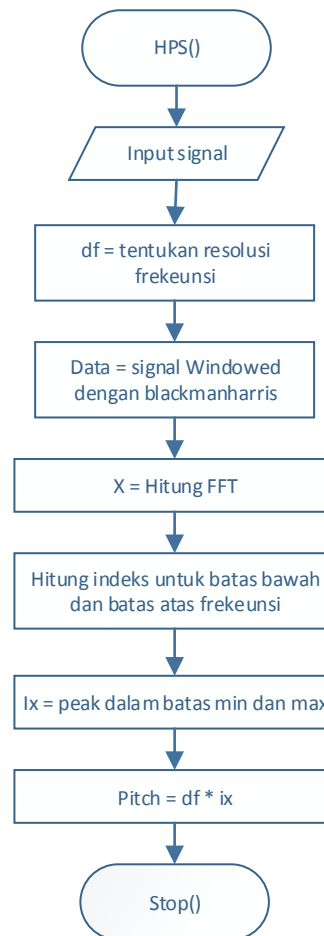 HPS()
Input signal
df = tentukan resolusi
frekeunsi
Data = signal Windowed
dengan blackmanharris
X = Hitung FFT
Hitung indeks untuk batas bawah
dan batas atas frekeunsi
Ix = peak dalam batas min dan max
Pitch = df * ix
Stop()